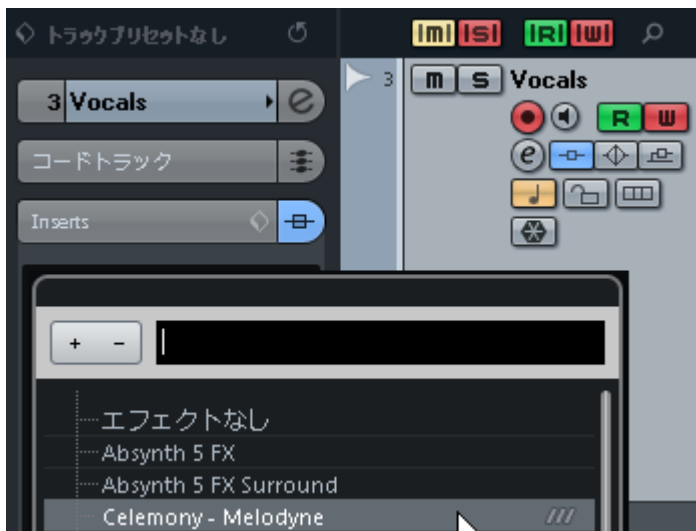 トラックプリセットなし
M S R W
3 Vocals
e
3 m S Vocals
R W
e
コードトラック
Inserts
+ -
エフェクトなし
Absynth 5 FX
Absynth 5 FX Surround
Celemony - Melodyne